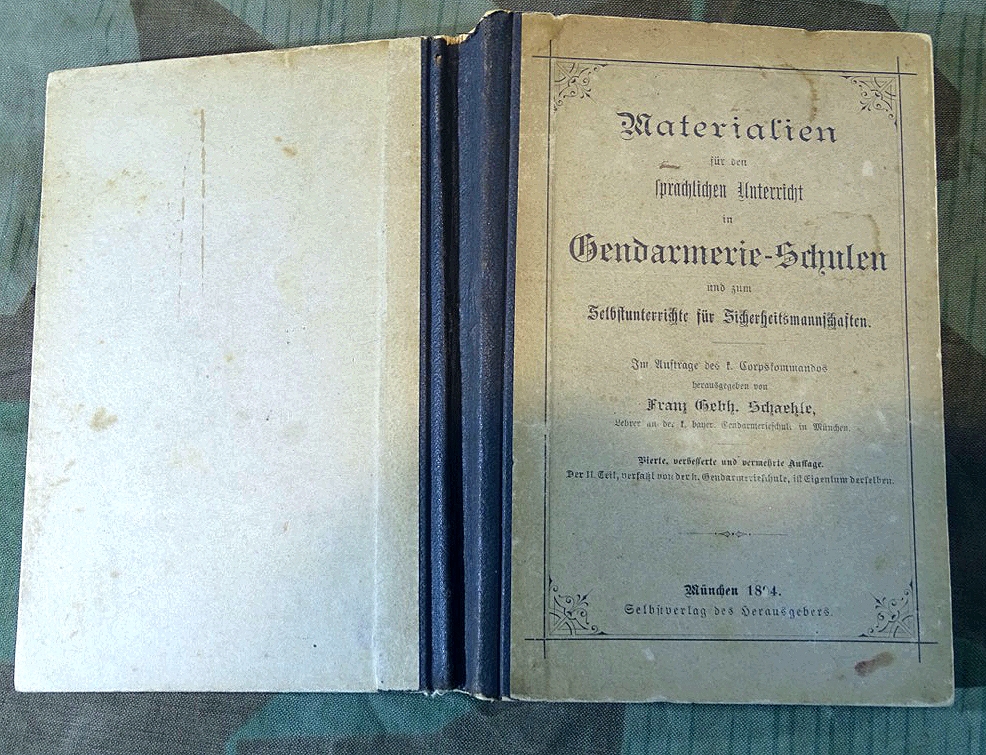 Materialien
für den
sprachlichen Unterricht
in
Gendarmerie-Schulen
und zum
Selbstunterrichte für Sicherheitsmannschaften.
Im Auftrage des k. Corpskommandos
herausgegeben von
Franz Gebh. Schaehle,
Lehrer an der k. bayer. Gendarmerieschule in München.
Vierte, verbesserte und vermehrte Auflage.
Der II. Teil, verfaßt von der k. Gendarmerieschule, ist Eigentum derselben.
München
Selbstverlag des Herausgebers.